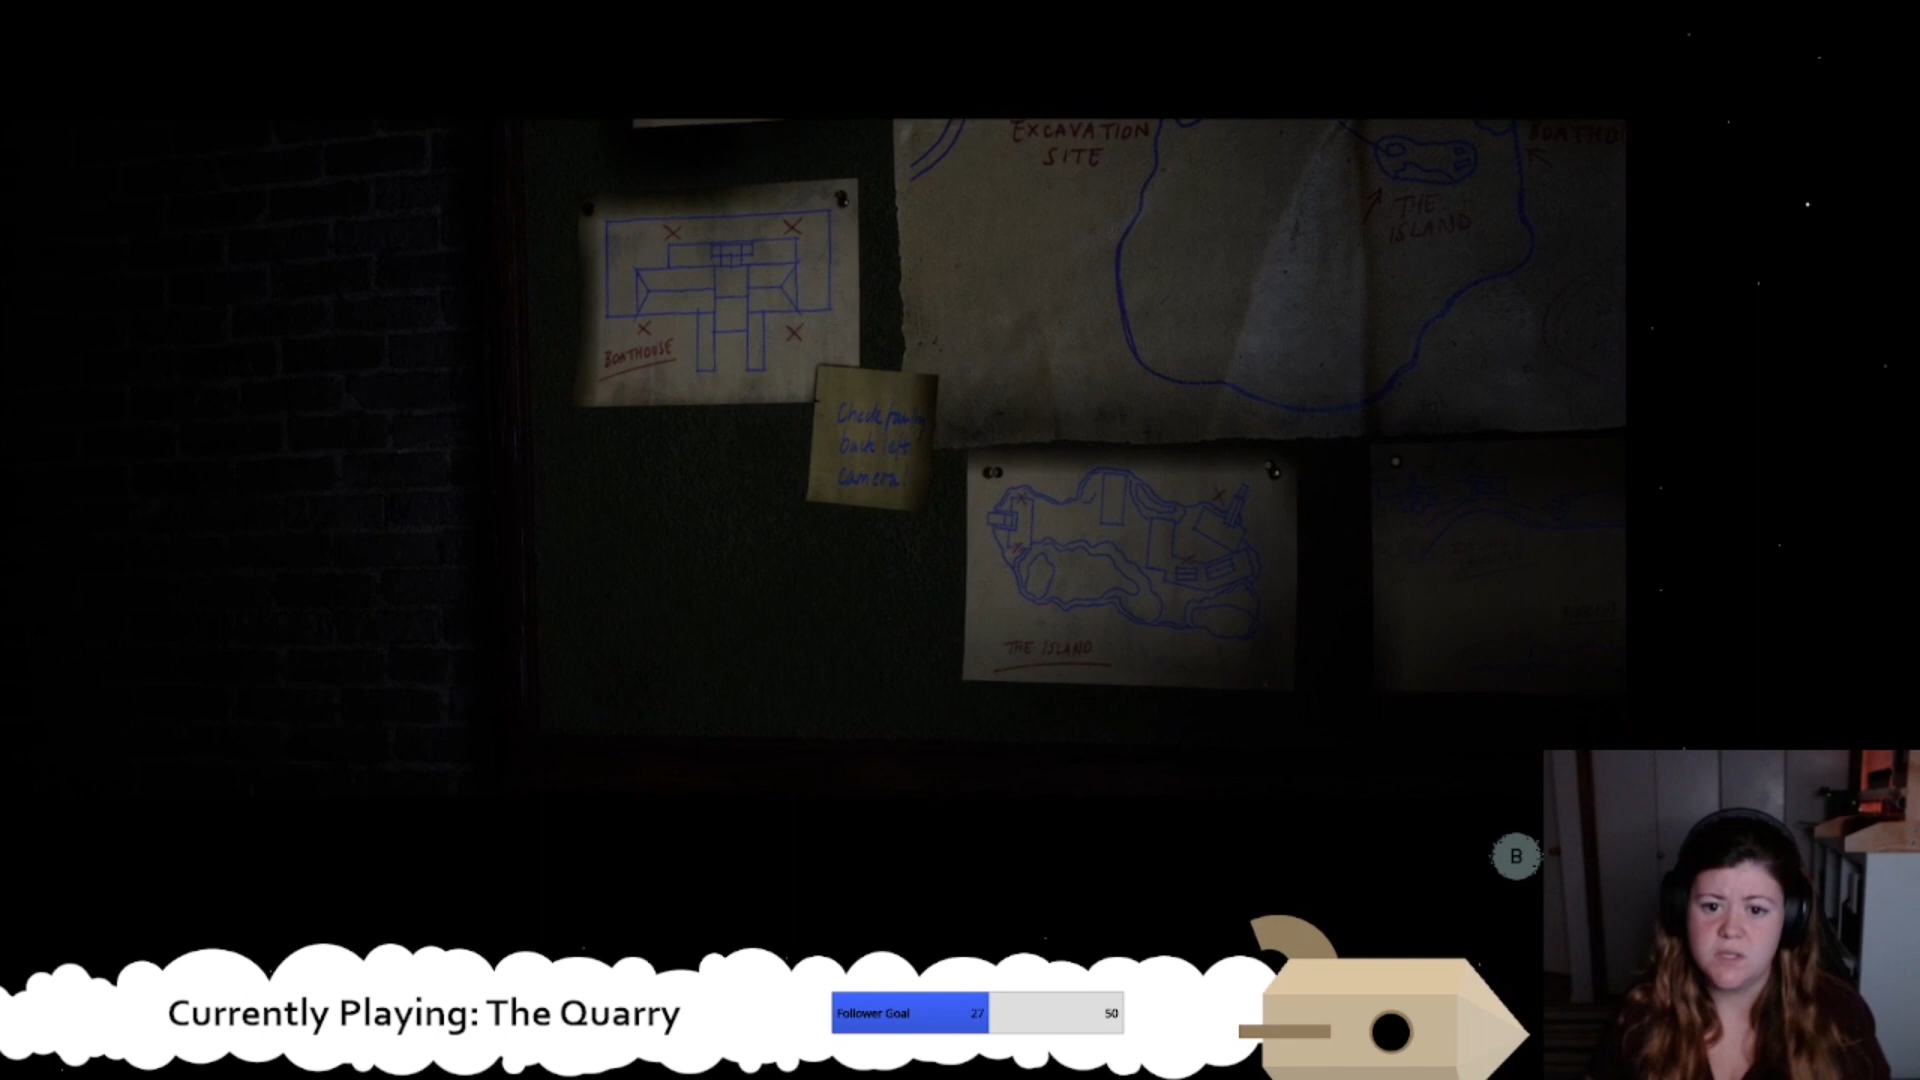 EXCAVATION
SITE
THE
ISLAND
BOATHOUSE
Check
back left
camera.
THE ISLAND
B
Currently Playing: The Quarry
Follower Goal 27 50